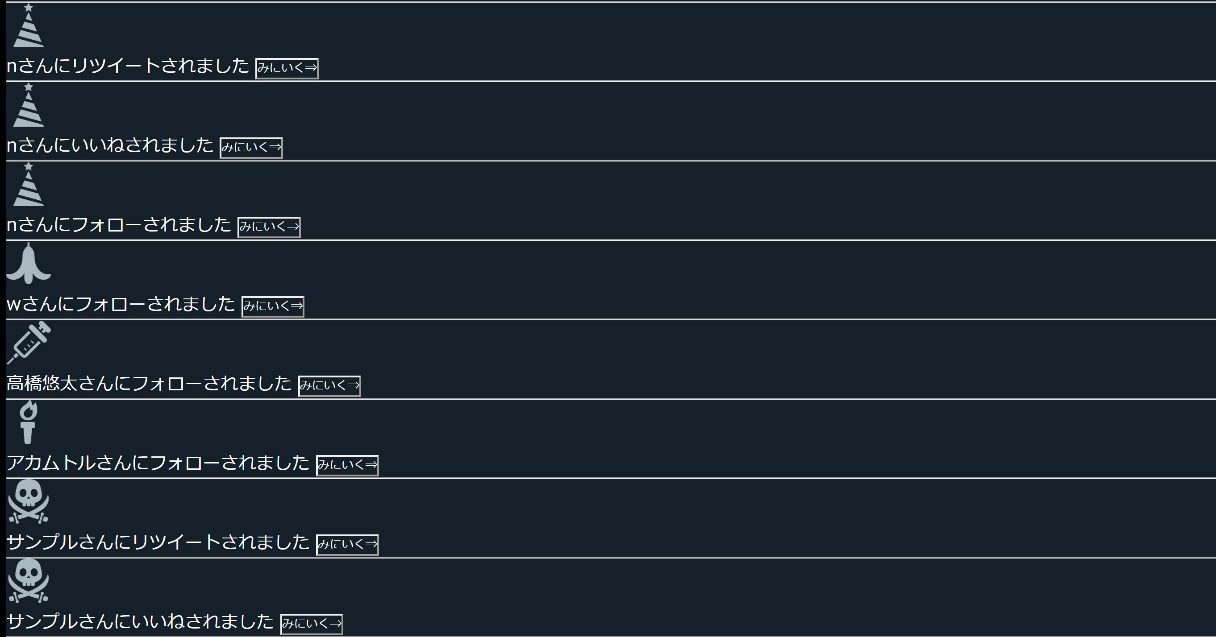 nさんにリツイートされました みにいく⇒
nさんにいいねされました みにいく⇒
nさんにフォローされました みにいく⇒
wさんにフォローされました みにいく⇒
高橋悠太さんにフォローされました みにいく⇒
アカムトルさんにフォローされました みにいく⇒
サンプルさんにリツイートされました みにいく⇒
サンプルさんにいいねされました みにいく⇒